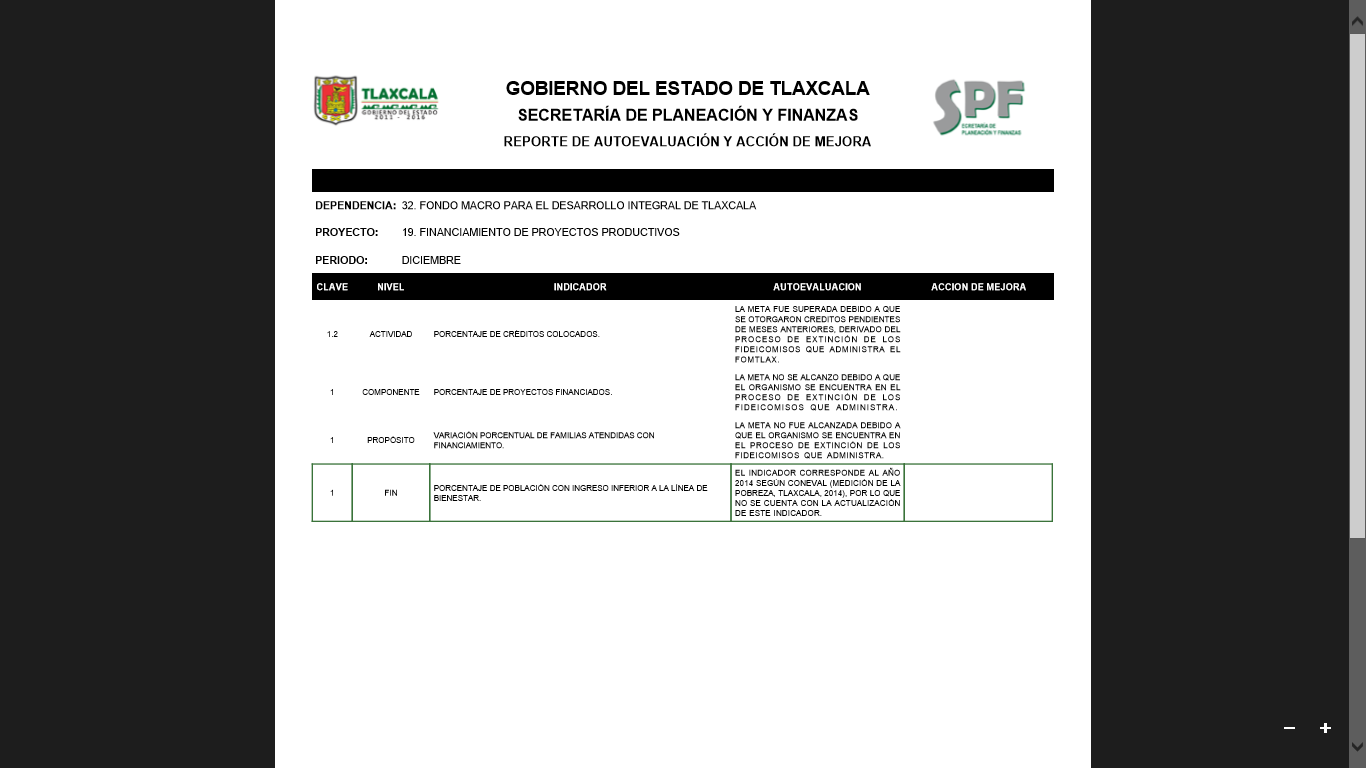 TLAXCALA
GOBIERNO DEL ESTADO
2011 - 2016
GOBIERNO DEL ESTADO DE TLAXCALA
SECRETARÍA DE PLANEACIÓN Y FINANZAS
REPORTE DE AUTOEVALUACIÓN Y ACCIÓN DE MEJORA
SPF
ECRETARÍA DE
PLANEACIÓN Y FINANZAS
DEPENDENCIA: 32. FONDO MACRO PARA EL DESARROLLO INTEGRAL DE TLAXCALA
PROYECTO: 19. FINANCIAMIENTO DE PROYECTOS PRODUCTIVOS
PERIODO: DICIEMBRE
CLAVE NIVEL INDICADOR AUTOEVALUACION ACCION DE MEJORA
1.2 ACTIVIDAD PORCENTAJE DE CRÉDITOS COLOCADOS.
LA META FUE SUPERADA DEBIDO A QUE
SE OTORGARON CREDITOS PENDIENTES
DE MESES ANTERIORES, DERIVADO DEL
PROCESO DE EXTINCIÓN DE LOS
FIDEICOMISOS QUE ADMINISTRA EL
FOMTLAX.
1 COMPONENTE PORCENTAJE DE PROYECTOS FINANCIADOS.
LA META NO SE ALCANZO DEBIDO A QUE
EL ORGANISMO SE ENCUENTRA EN EL
PROCESO DE EXTINCIÓN DE LOS
FIDEICOMISOS QUE ADMINISTRA.
1 PROPÓSITO VARIACIÓN PORCENTUAL DE FAMILIAS ATENDIDAS CON
FINANCIAMIENTO.
LA META NO FUE ALCANZADA DEBIDO A
QUE EL ORGANISMO SE ENCUENTRA EN
EL PROCESO DE EXTINCIÓN DE LOS
FIDEICOMISOS QUE ADMINISTRA.
1 FIN PORCENTAJE DE POBLACIÓN CON INGRESO INFERIOR A LA LÍNEA DE
BIENESTAR.
EL INDICADOR CORRESPONDE AL AÑO
2014 SEGÚN CONEVAL (MEDICIÓN DE LA
POBREZA, TLAXCALA, 2014), POR LO QUE
NO SE CUENTA CON LA ACTUALIZACIÓN
DE ESTE INDICADOR.